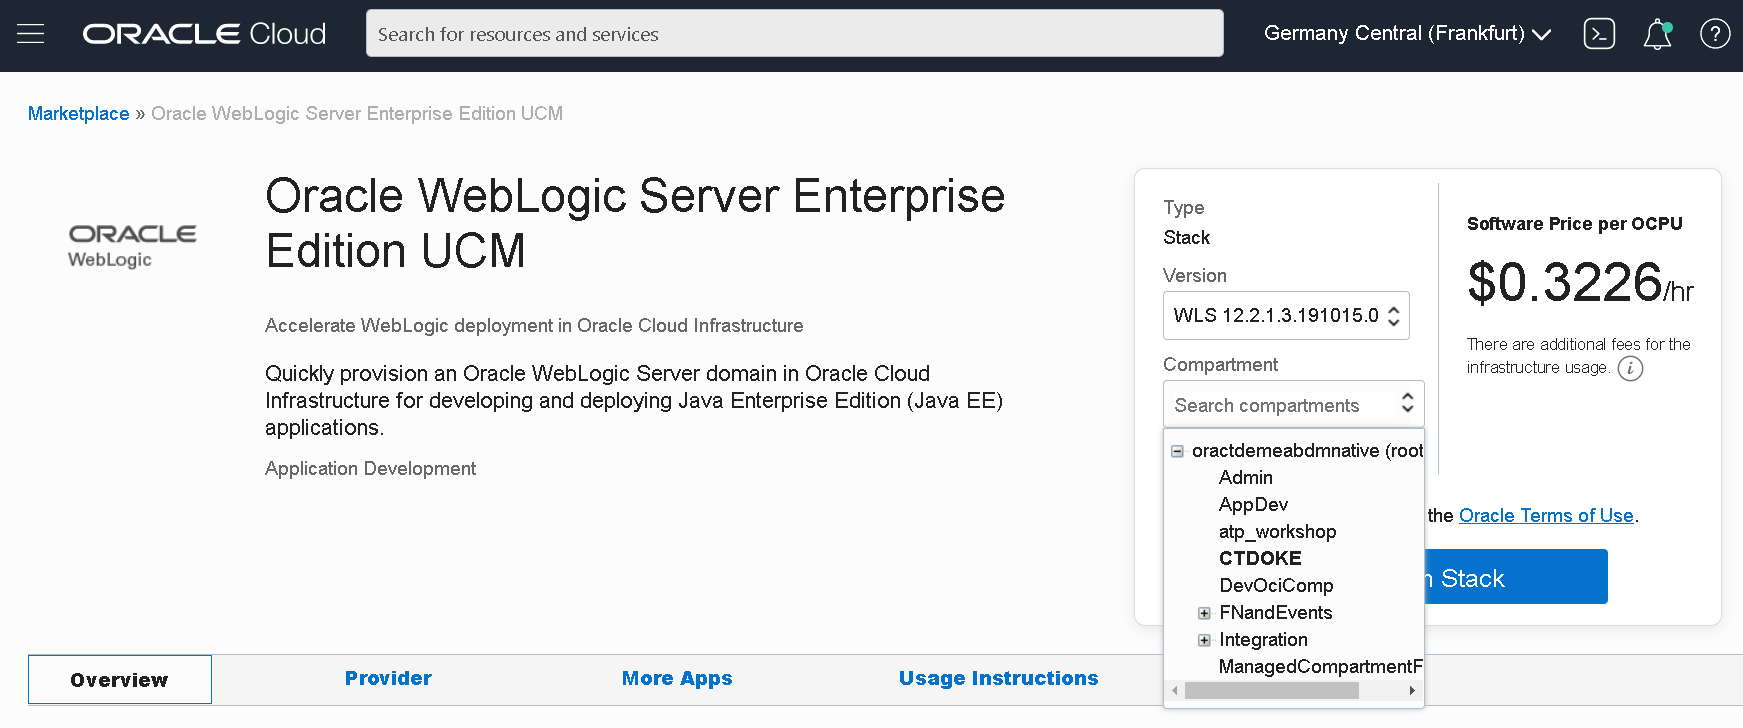 ORACLE Cloud
Search for resources and services
Germany Central (Frankfurt)
Marketplace » Oracle WebLogic Server Enterprise Edition UCM
ORACLE
WebLogic
Oracle WebLogic Server Enterprise
Edition UCM
Accelerate WebLogic deployment in Oracle Cloud Infrastructure
Quickly provision an Oracle WebLogic Server domain in Oracle Cloud
Infrastructure for developing and deploying Java Enterprise Edition (Java EE)
applications.
Application Development
Type
Stack
Version
WLS 12.2.1.3.191015.0
Compartment
Search compartments
oractdemeabdmnative (root
Admin
AppDev
atp_workshop
CTDOKE
DevOciComp
FNandEvents
Integration
ManagedCompartmentF
Software Price per OCPU
$0.3226/hr
There are additional fees for the
infrastructure usage.
the Oracle Terms of Use.
Stack
Overview
Provider
More Apps
Usage Instructions